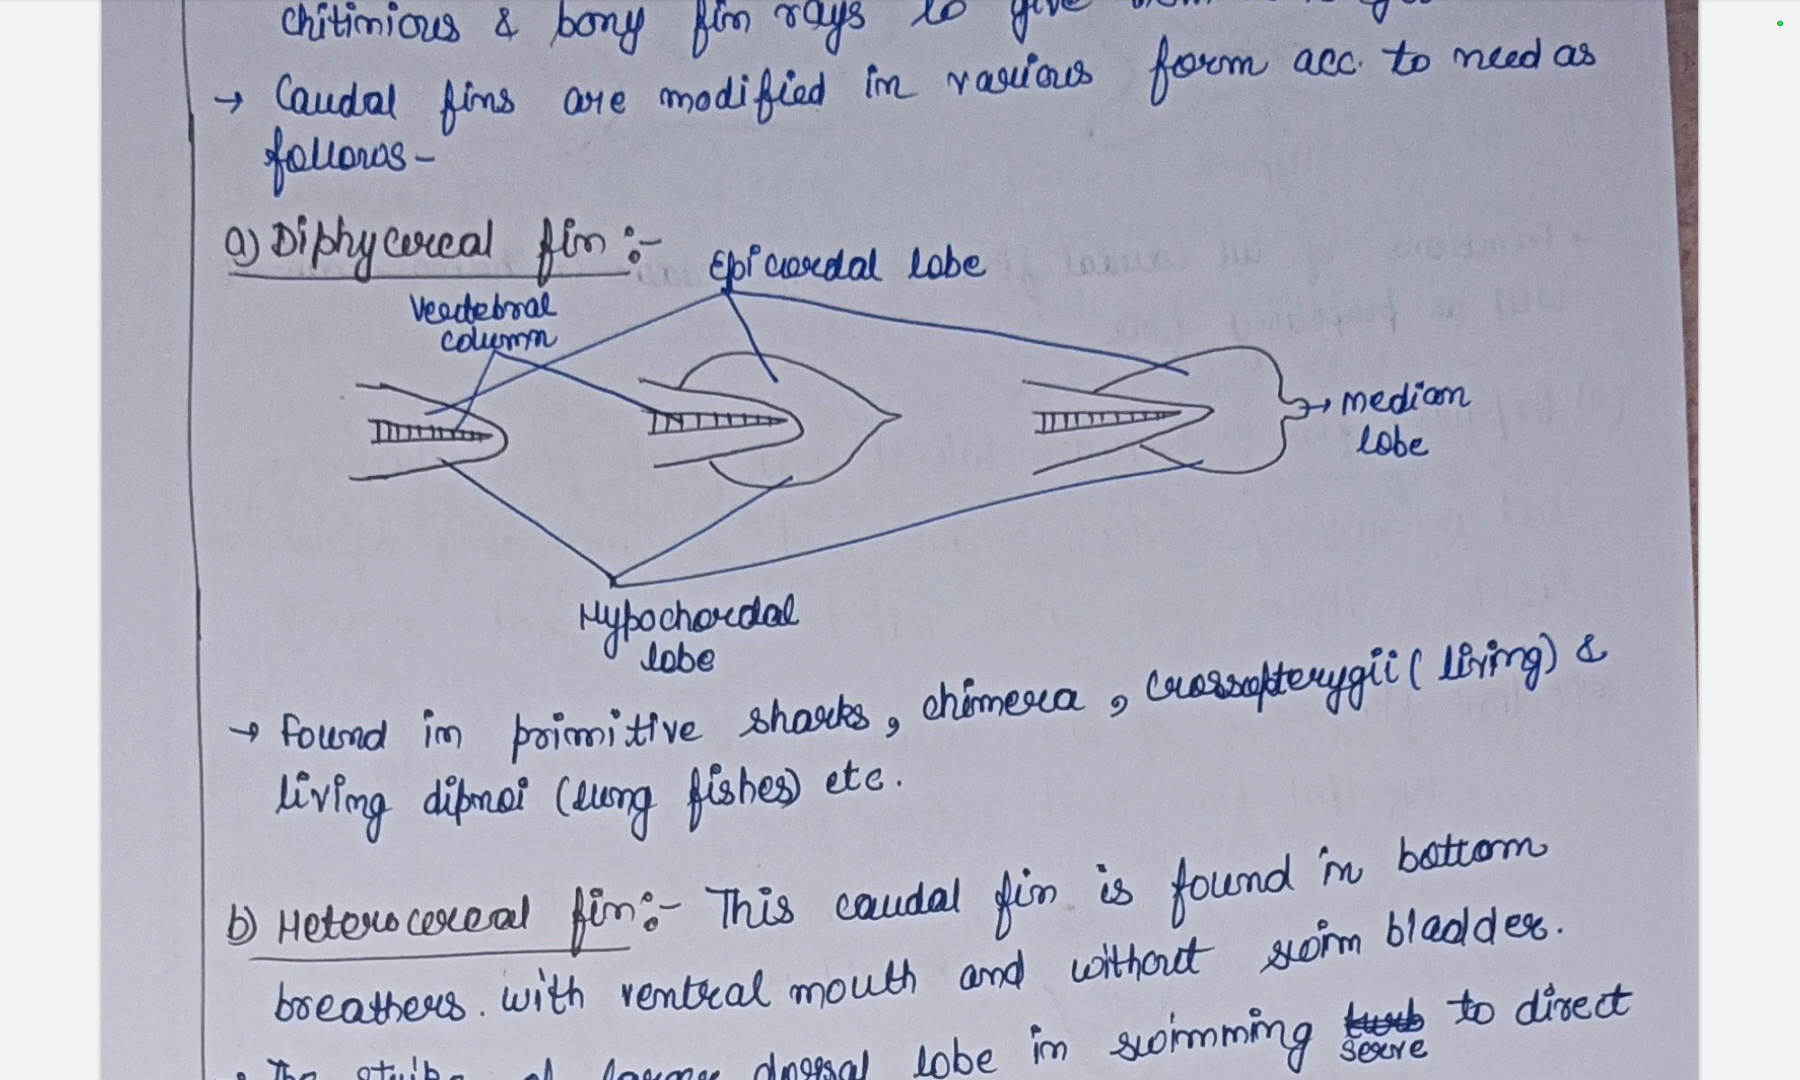 chitinious & bony fin rays to give
→ Caudal fins are modified in various form acc. to need as
follows-
a) Diphycereal fin :-
Epicordal lobe
Vertebral
column
→ median
lobe
Hypochordal
lobe
→ found in primitive sharks, chimera, crossopterygii ( living) &
living dipnoi (lung fishes) etc.
b) Heterocereal fin:- This caudal fin is found in bottom
breathers. with ventral mouth and without swim bladder.
lobe in swimming serve to direct